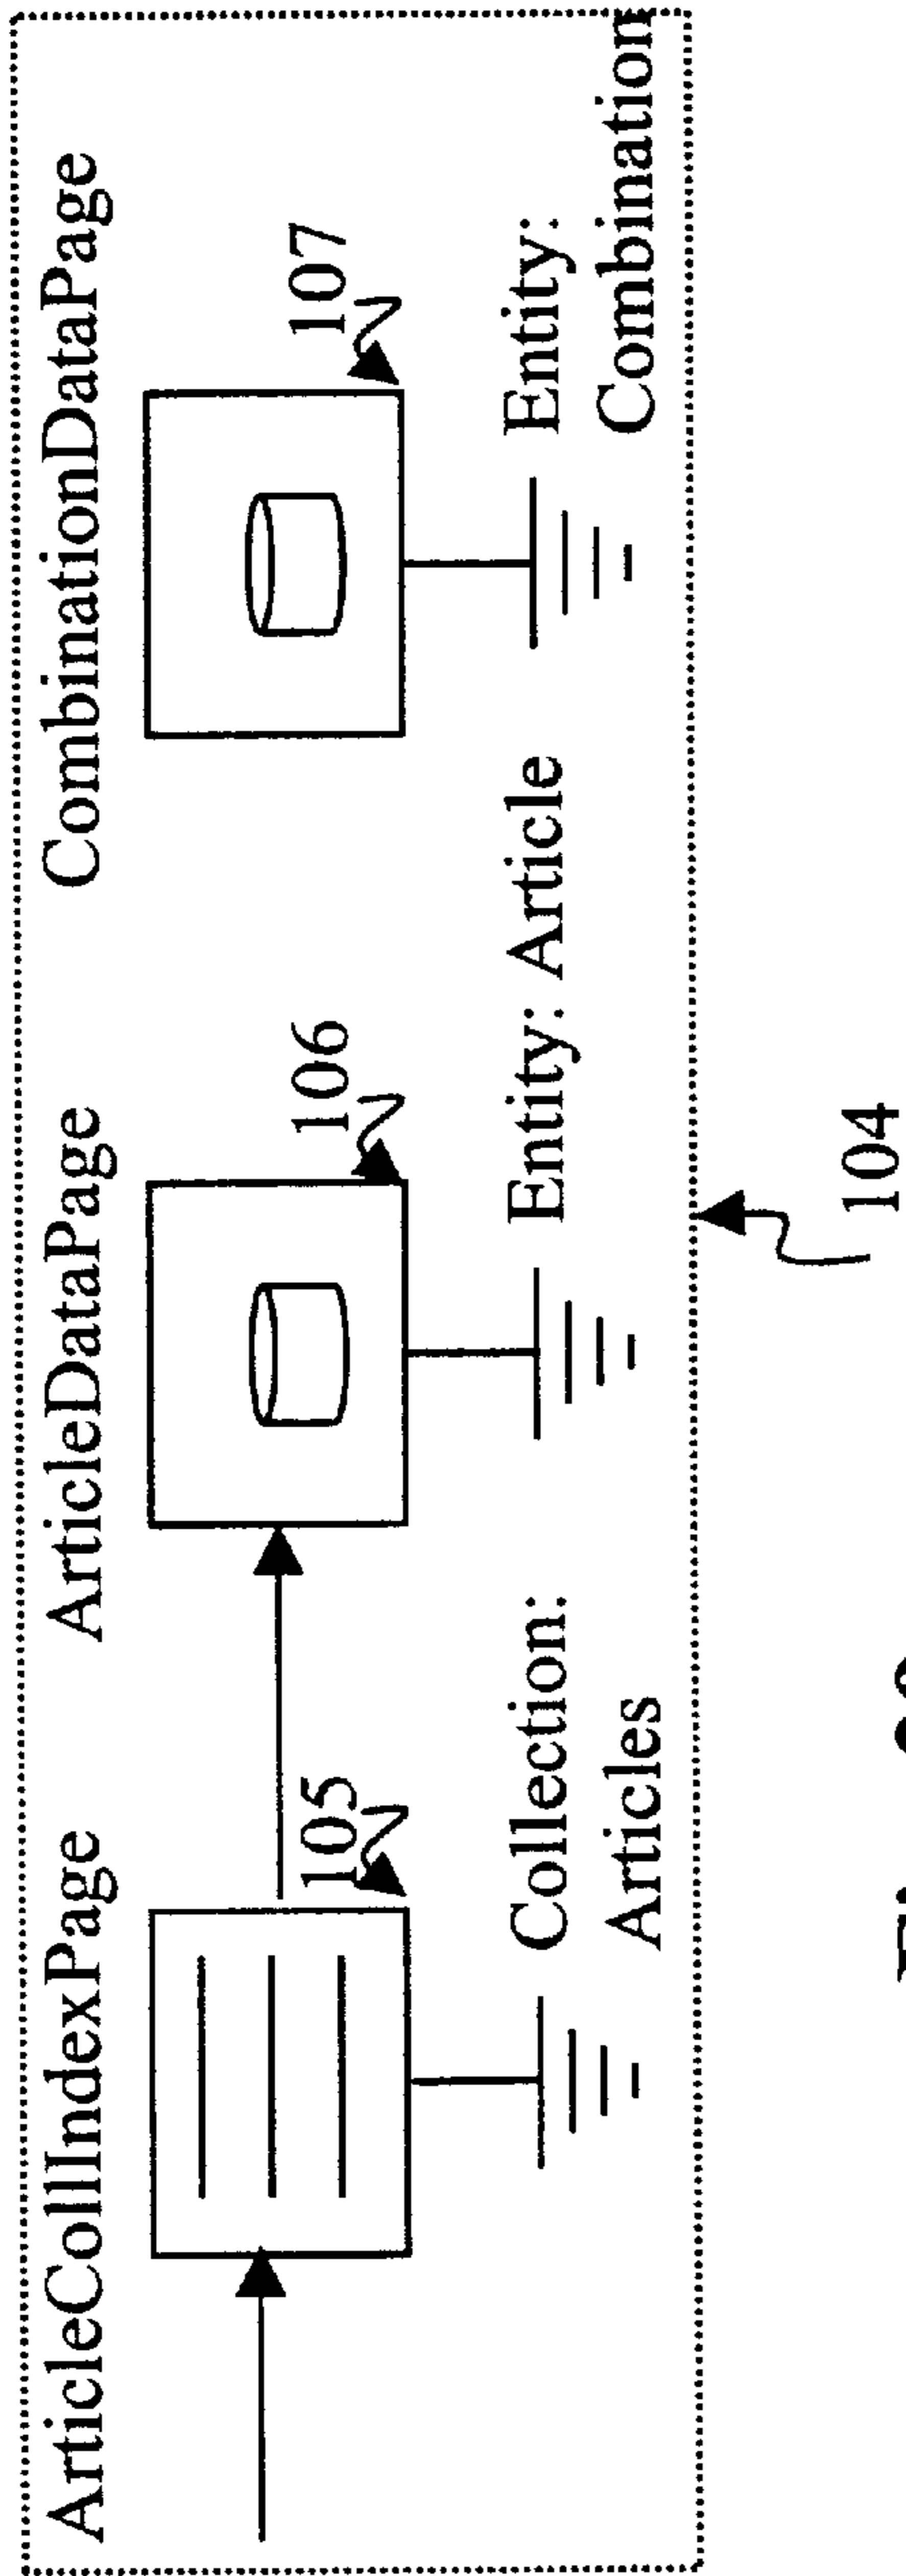 ArticleCollIndexPage
ArticleDataPage
CombinationDataPage
105
106
107
Collection:
Articles
Entity: Article
Entity:
Combination
104